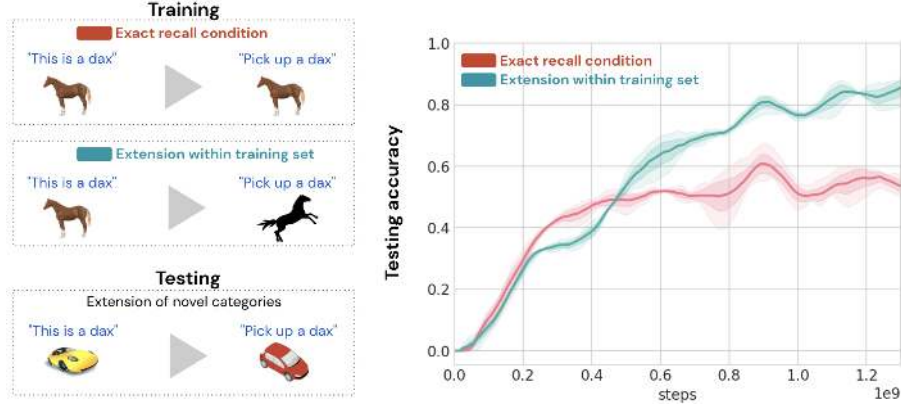 Training
Exact recall condition
"This is a dax" "Pick up a dax"
Extension within training set
"This is a dax" "Pick up a dax"
Testing
Extension of novel categories
"This is a dax" "Pick up a dax"
Testing accuracy
1.0
0.8
0.6
0.4
0.2
0.0
Exact recall condition
Extension within training set
0.0 0.2 0.4 0.6 0.8 1.0 1.2
steps
1e9